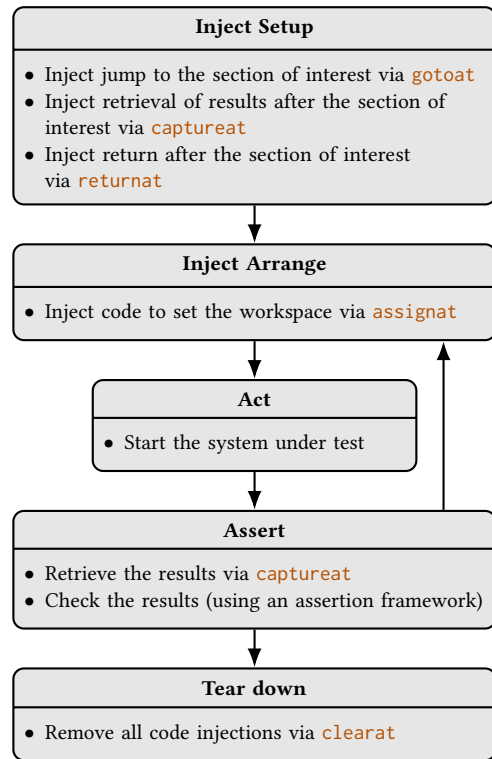 Inject Setup
• Inject jump to the section of interest via gotoat
• Inject retrieval of results after the section of
interest via captureat
• Inject return after the section of interest
via returnat
Inject Arrange
• Inject code to set the workspace via assignat
Act
• Start the system under test
Assert
• Retrieve the results via captureat
• Check the results (using an assertion framework)
Tear down
• Remove all code injections via clearat